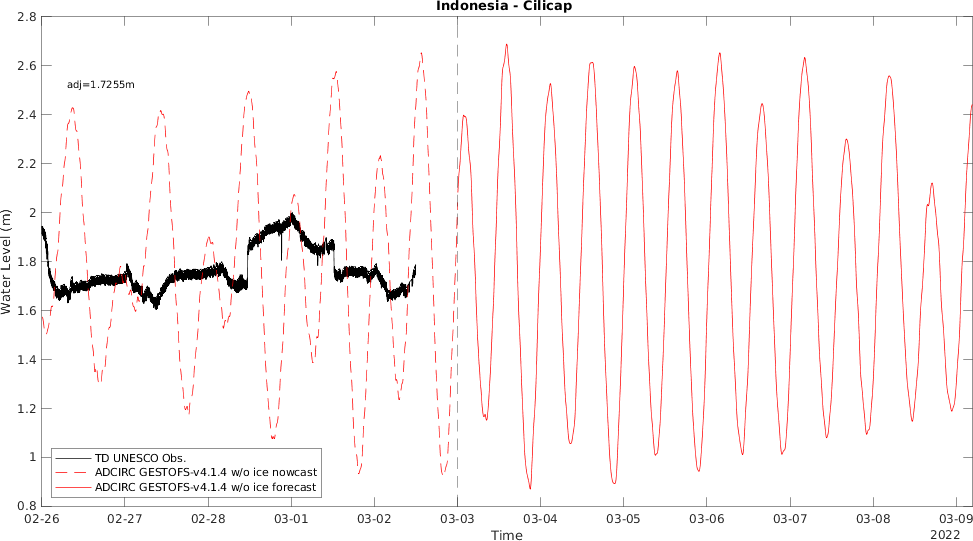 Indonesia - Cilicap
2.8
2.6
2.4
2.2
2
1.8
1.6
1.4
1.2
1
0.8
Water Level (m)
adj=1.7255m
TD UNESCO Obs.
ADCIRC GESTOFS-v4.1.4 w/o ice nowcast
ADCIRC GESTOFS-v4.1.4 w/o ice forecast
02-26 02-27 02-28 03-01 03-02 03-03 03-04 03-05 03-06 03-07 03-08 03-09
Time
2022